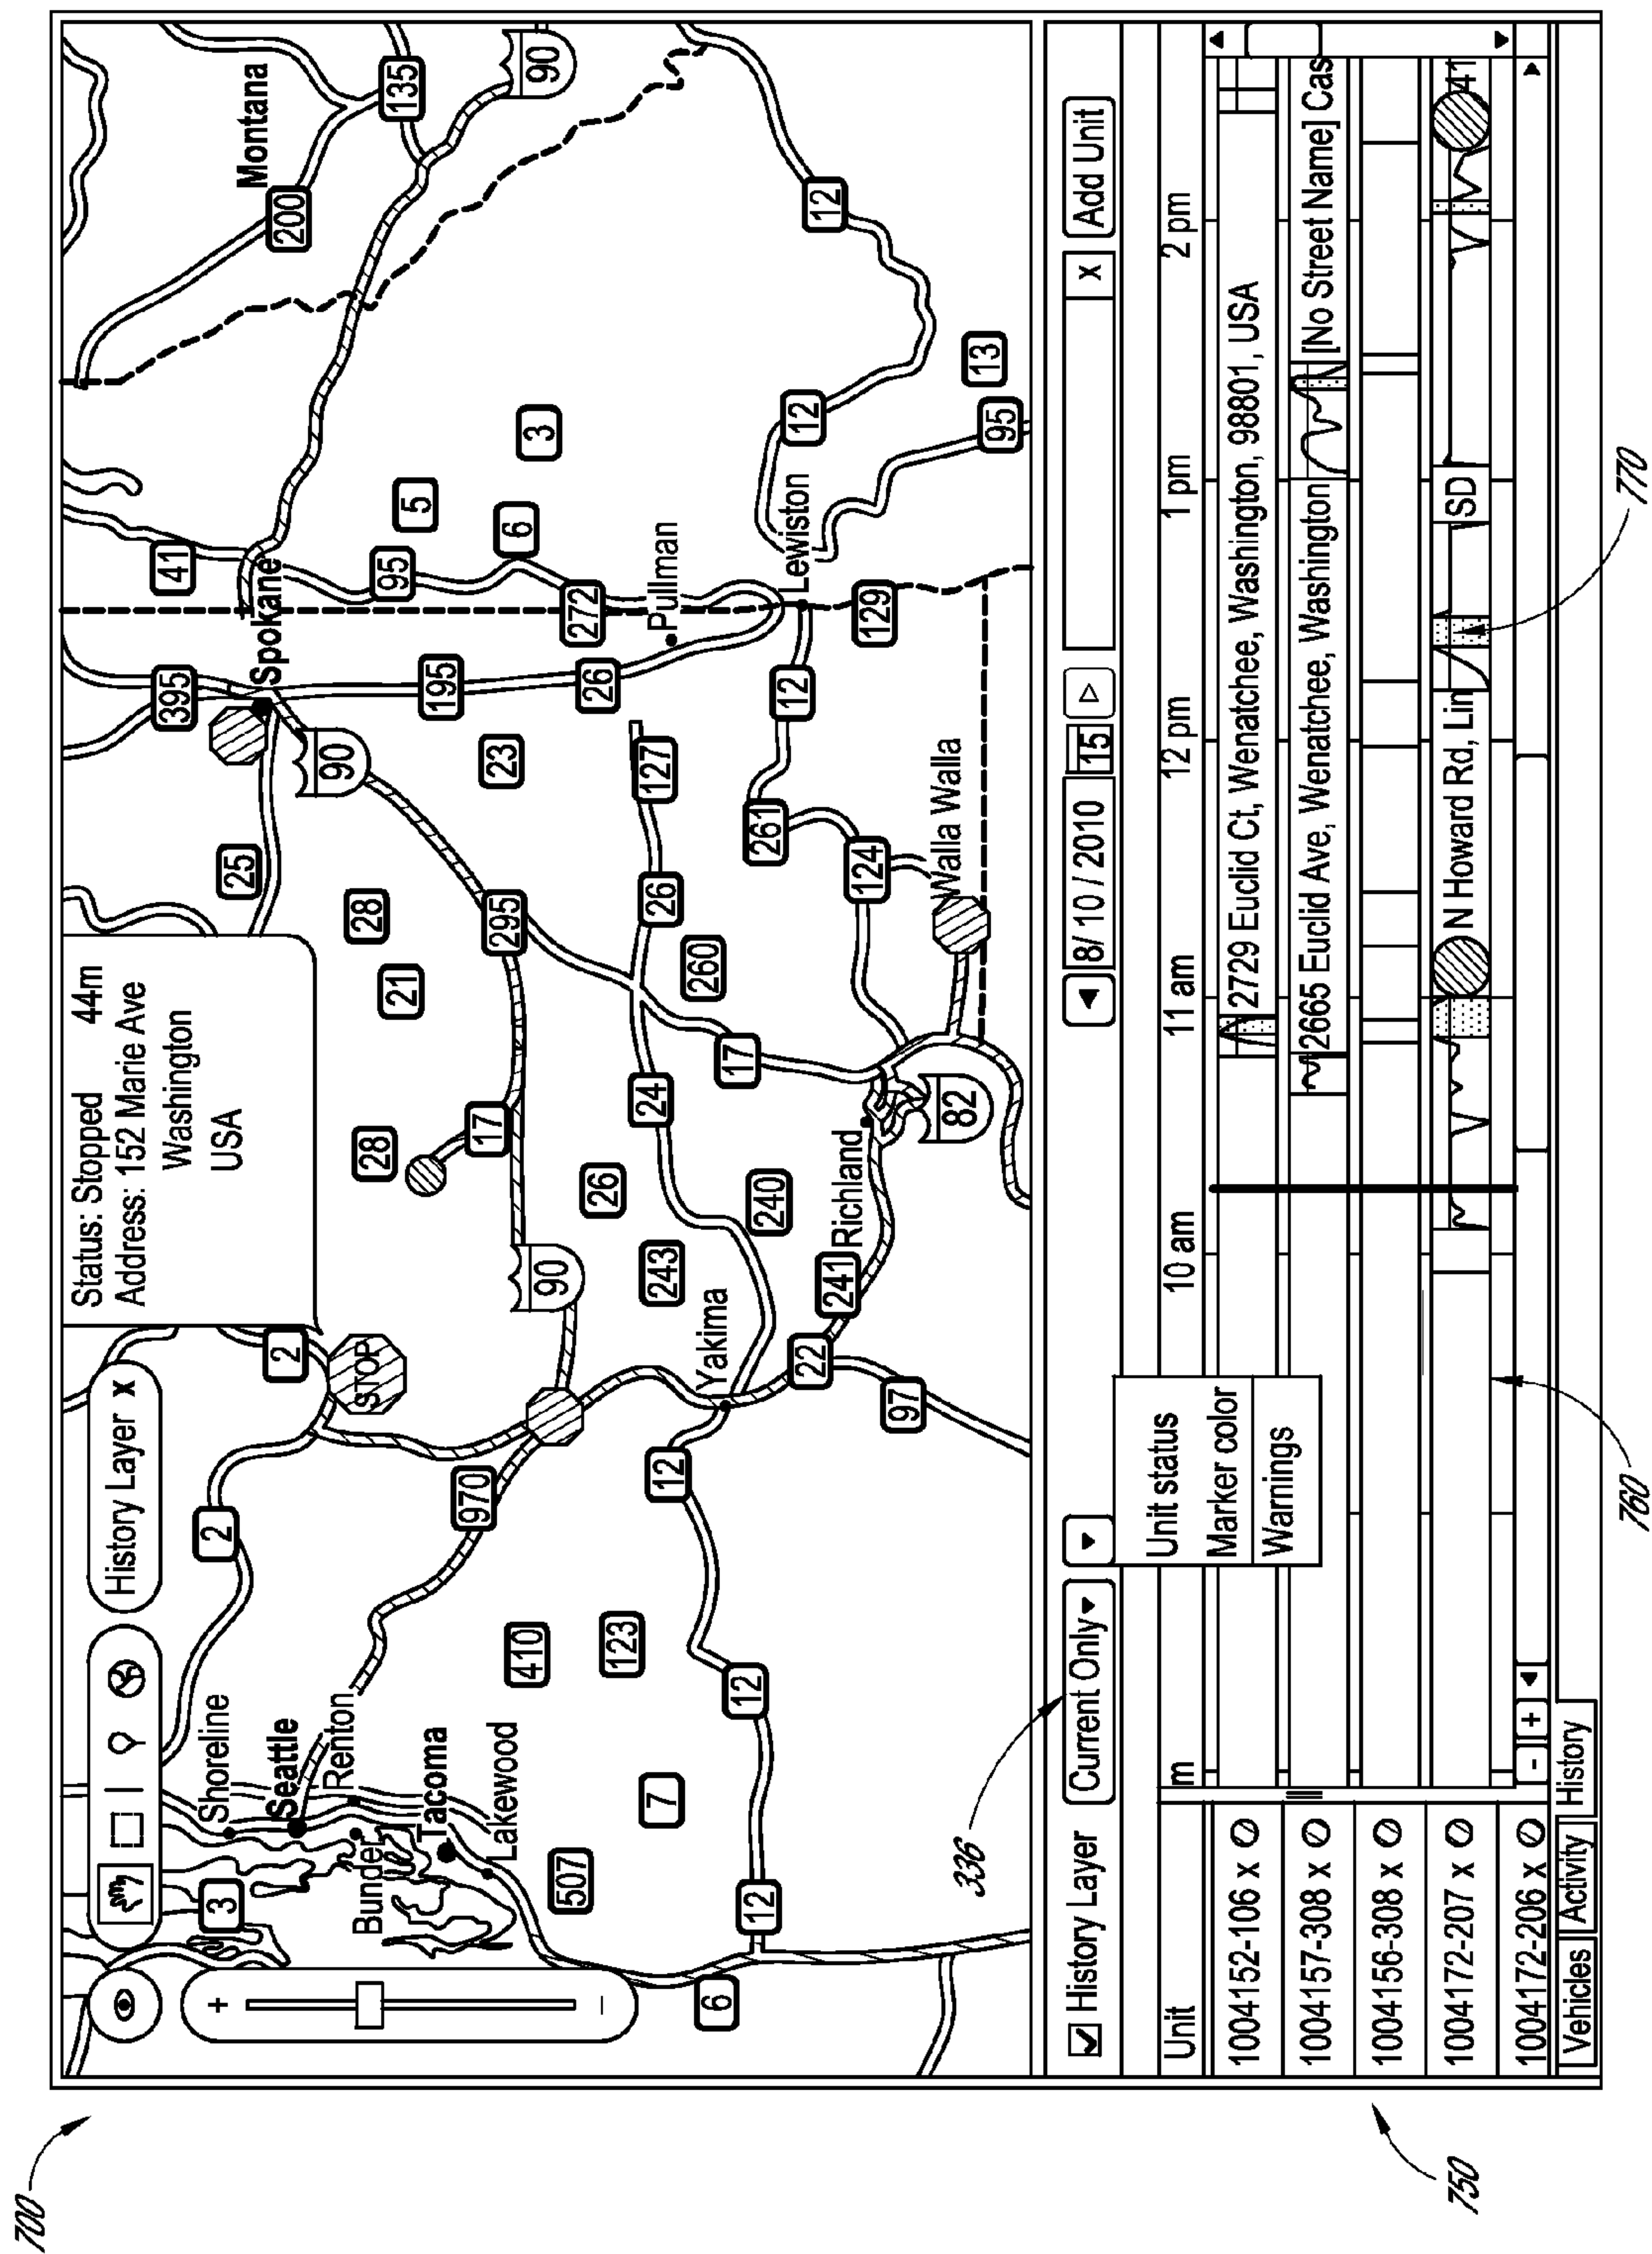 700
History Layer x
Status: Stopped 44m
Address: 152 Marie Ave
Washington
USA
+
–
3
2
2
25
395
41
200
Montana
135
90
Shoreline
Seattle
Renton
Bunder
Tacoma
Lakewood
STOP
28
28
21
90
Spokane
95
5
3
6
195
272
Pullman
970
17
295
23
90
410
123
26
507
7
6
12
12
12
Yakima
243
24
26
127
26
260
17
240
261
12
Lewiston
12
12
129
13
95
22
241
Richland
82
97
124
Walla Walla
336
History Layer
Current Only
8/ 10 / 2010
15
x
Add Unit
Unit status
Marker color
Warnings
Unit
m
10 am
11 am
12 pm
1 pm
2 pm
1004152-106 x
2729 Euclid Ct, Wenatchee, Washington, 98801, USA
1004157-308 x
2665 Euclid Ave, Wenatchee, Washington
[No Street Name] Cas
1004156-308 x
1004172-207 x
N Howard Rd, Lin
SD
41
1004172-206 x
- +
Vehicles
Activity
History
750
760
770